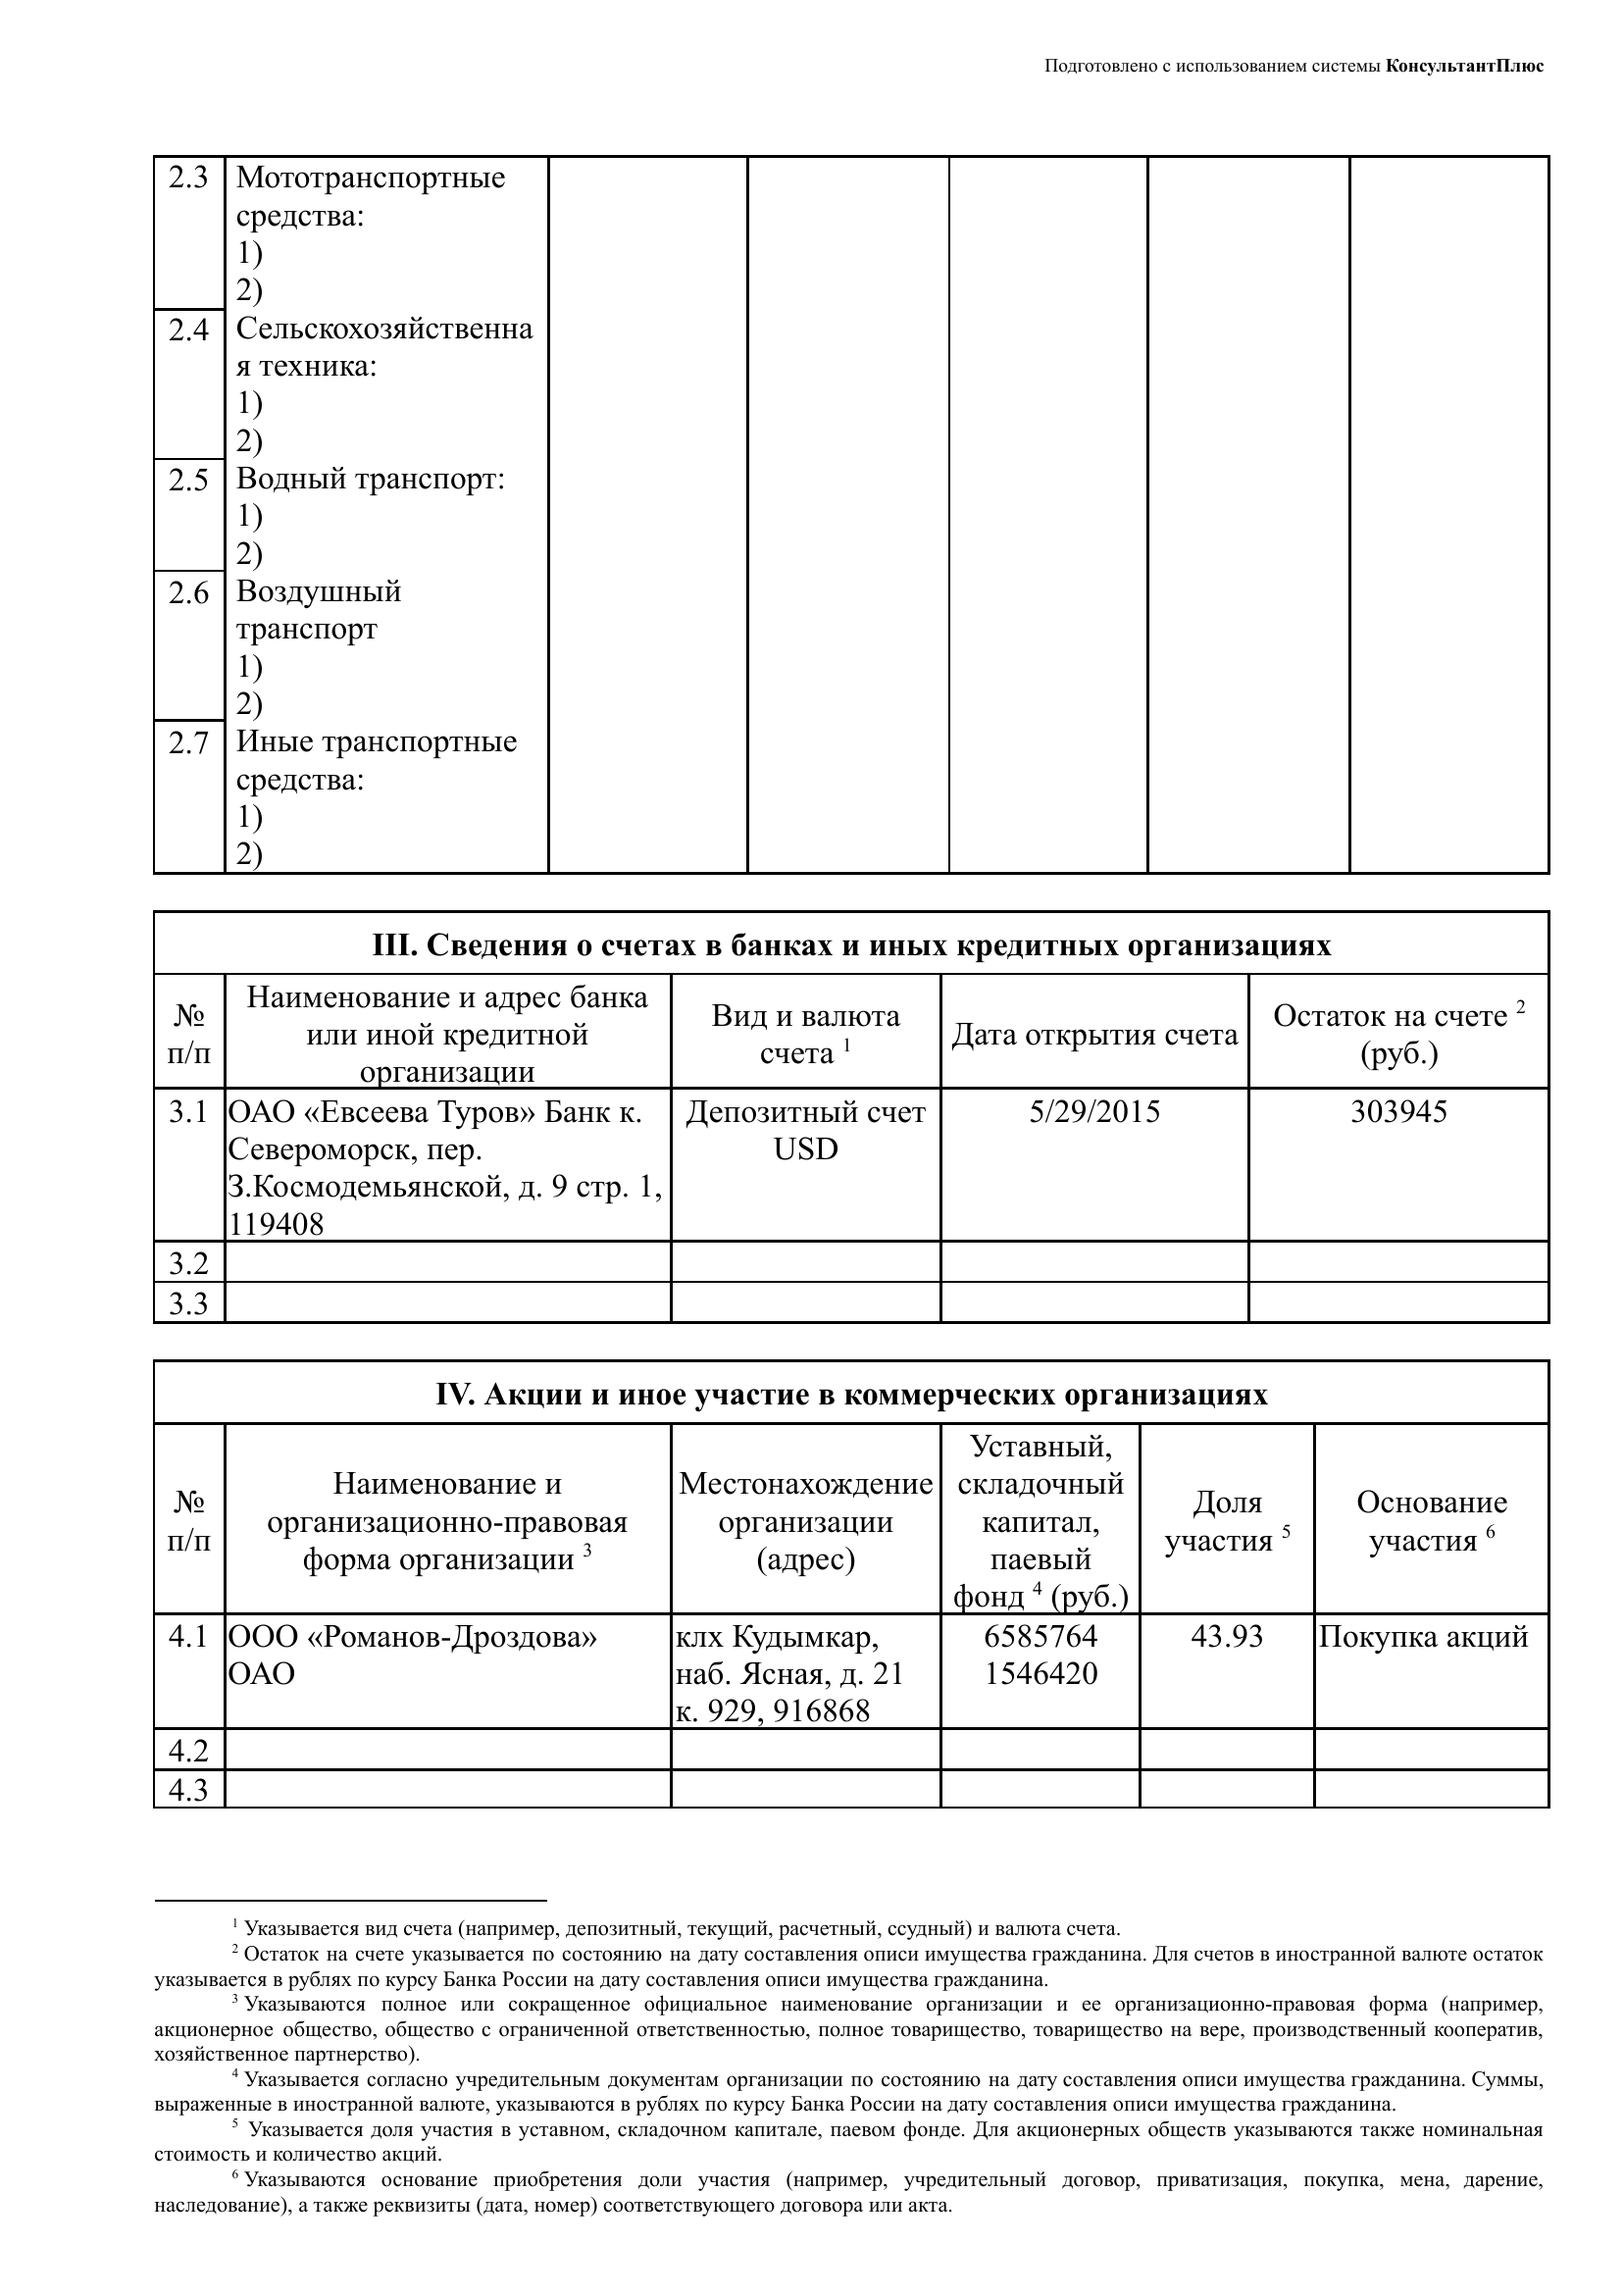 Подготовлено с использованием системы КонсультантПлюс
2.3 Мототранспортные
средства:
1)
2)
2.4 Сельскохозяйственна
я техника:
1)
2)
2.5 Водный транспорт:
1)
2)
2.6 Воздушный
транспорт
1)
2)
2.7 Иные транспортные
средства:
1)
2)
III. Сведения о счетах в банках и иных кредитных организациях
№
п/п
Наименование и адрес банка
или иной кредитной
организации
Вид и валюта
счета 1
Дата открытия счета
Остаток на счете 2
(руб.)
3.1
ОАО «Евсеева Туров» Банк к.
Североморск, пер.
З.Космодемьянской, д. 9 стр. 1,
119408
Депозитный счет
USD
5/29/2015
303945
3.2
3.3
IV. Акции и иное участие в коммерческих организациях
№
п/п
Наименование и
организационно-правовая
форма организации 3
Местонахождение
организации
(адрес)
Уставный,
складочный
капитал,
паевый
фонд 4 (руб.)
Доля
участия 5
Основание
участия 6
4.1
ООО «Романов-Дроздова»
ОАО
клх Кудымкар,
наб. Ясная, д. 21
к. 929, 916868
6585764
1546420
43.93
Покупка акций
4.2
4.3
1 Указывается вид счета (например, депозитный, текущий, расчетный, ссудный) и валюта счета.
2 Остаток на счете указывается по состоянию на дату составления описи имущества гражданина. Для счетов в иностранной валюте остаток
указывается в рублях по курсу Банка России на дату составления описи имущества гражданина.
3 Указываются полное или сокращенное официальное наименование организации и ее организационно-правовая форма (например,
акционерное общество, общество с ограниченной ответственностью, полное товарищество, товарищество на вере, производственный кооператив,
хозяйственное партнерство).
4 Указывается согласно учредительным документам организации по состоянию на дату составления описи имущества гражданина. Суммы,
выраженные в иностранной валюте, указываются в рублях по курсу Банка России на дату составления описи имущества гражданина.
5 Указывается доля участия в уставном, складочном капитале, паевом фонде. Для акционерных обществ указываются также номинальная
стоимость и количество акций.
6 Указываются основание приобретения доли участия (например, учредительный договор, приватизация, покупка, мена, дарение,
наследование), а также реквизиты (дата, номер) соответствующего договора или акта.